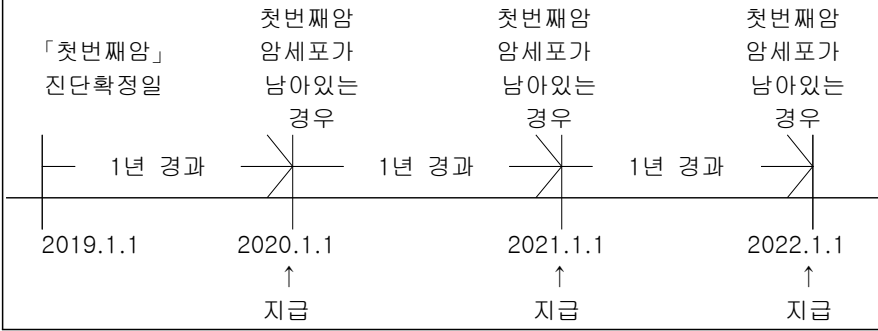 첫번째암 첫번째암 첫번째암
「첫번째암」 암세포가 암세포가 암세포가
진단확정일 남아있는 남아있는 남아있는
경우 경우 경우
1년 경과 1년 경과 1년 경과
2019.1.1 2020.1.1 2021.1.1 2022.1.1
↑ ↑ ↑
지급 지급 지급